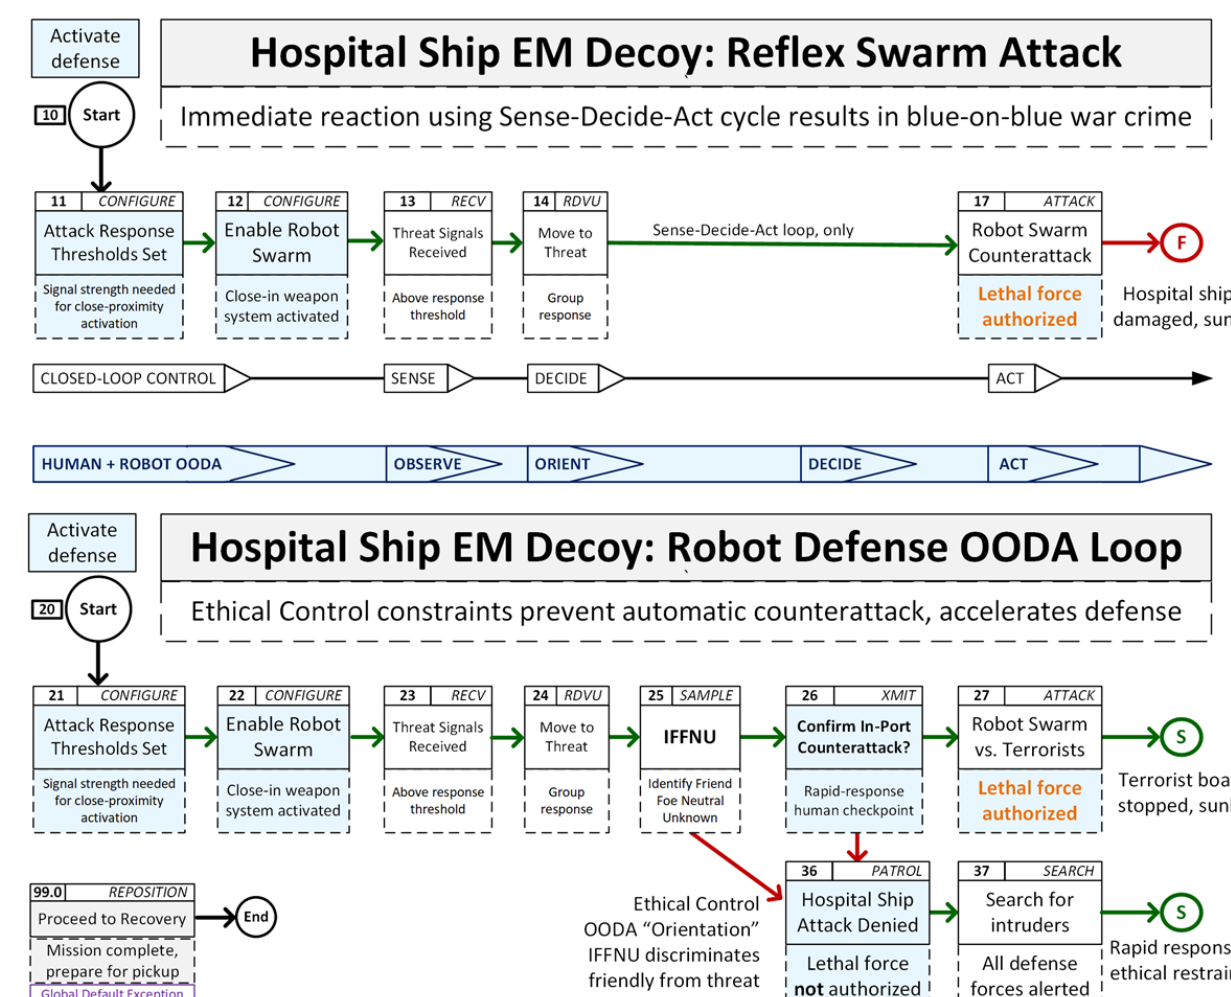 Activate
defense
Hospital Ship EM Decoy: Reflex Swarm Attack
10
Start
Immediate reaction using Sense-Decide-Act cycle results in blue-on-blue war crime
11 CONFIGURE
Attack Response
Thresholds Set
Signal strength needed
for close-proximity
activation
12 CONFIGURE
Enable Robot
Swarm
Close-in weapon
system activated
13 RECV
Threat Signals
Received
Above response
threshold
14 RDVU
Move to
Threat
Group
response
Sense-Decide-Act loop, only
17 ATTACK
Robot Swarm
Counterattack
Lethal force
authorized
F
Hospital ship
damaged, sun
CLOSED-LOOP CONTROL
SENSE
DECIDE
ACT
HUMAN + ROBOT OODA
OBSERVE
ORIENT
DECIDE
ACT
Activate
defense
Hospital Ship EM Decoy: Robot Defense OODA Loop
20
Start
Ethical Control constraints prevent automatic counterattack, accelerates defense
21 CONFIGURE
Attack Response
Thresholds Set
Signal strength needed
for close-proximity
activation
22 CONFIGURE
Enable Robot
Swarm
Close-in weapon
system activated
23 RECV
Threat Signals
Received
Above response
threshold
24 RDVU
Move to
Threat
Group
response
25 SAMPLE
IFFNU
Identify Friend
Foe Neutral
Unknown
26 XMIT
Confirm In-Port
Counterattack?
Rapid-response
human checkpoint
27 ATTACK
Robot Swarm
vs. Terrorists
Lethal force
authorized
S
Terrorist boa
stopped, sun
99.0 REPOSITION
Proceed to Recovery
Mission complete,
prepare for pickup
Global Default Exception
End
Ethical Control
OODA “Orientation”
IFFNU discriminates
friendly from threat
36 PATROL
Hospital Ship
Attack Denied
Lethal force
not authorized
37 SEARCH
Search for
intruders
All defense
forces alerted
S
Rapid respons
ethical restrai